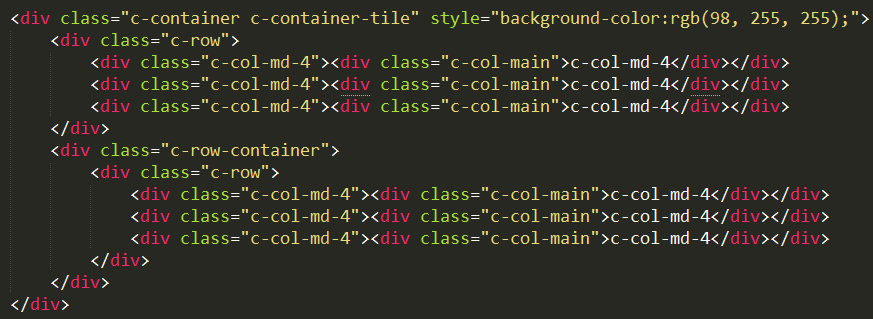 <div class="c-container c-container-tile" style="background-color:rgb(98, 255, 255);">
    <div class="c-row">
        <div class="c-col-md-4"><div class="c-col-main">c-col-md-4</div></div>
        <div class="c-col-md-4"><div class="c-col-main">c-col-md-4</div></div>
        <div class="c-col-md-4"><div class="c-col-main">c-col-md-4</div></div>
    </div>
    <div class="c-row-container">
        <div class="c-row">
            <div class="c-col-md-4"><div class="c-col-main">c-col-md-4</div></div>
            <div class="c-col-md-4"><div class="c-col-main">c-col-md-4</div></div>
            <div class="c-col-md-4"><div class="c-col-main">c-col-md-4</div></div>
        </div>
    </div>
</div>